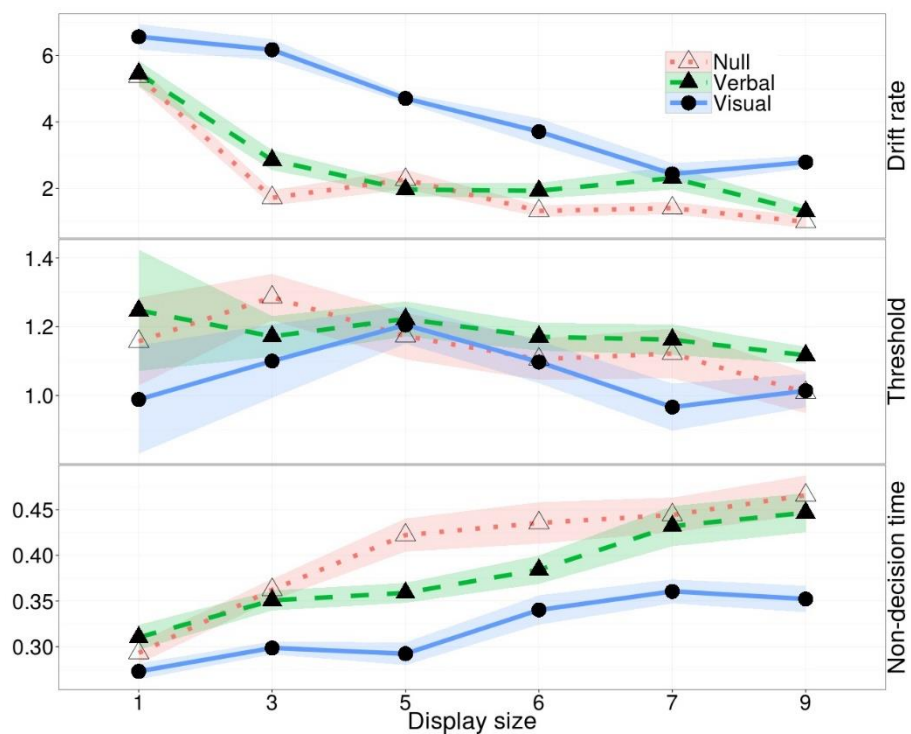 6
4
2
Null
Verbal
Visual
Drift rate
1.4
1.2
1.0
Threshold
0.45
0.40
0.35
0.30
Non-decision time
1 3 5 6 7 9
Display size